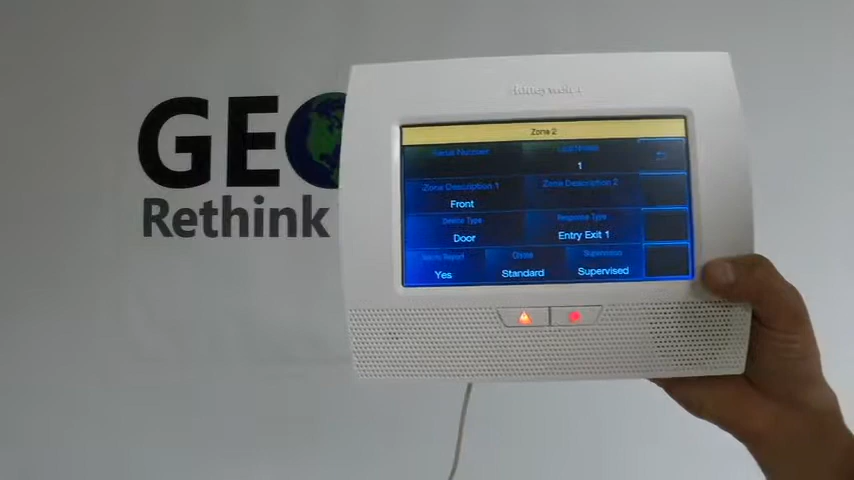 GEO
Rethink
Honeywell
Zone 2
Serial Number
Loop Number
1
Zone Description 1
Front
Zone Description 2
Device Type
Door
Response Type
Entry Exit 1
Alarm Report
Yes
Chime
Standard
Supervision
Supervised